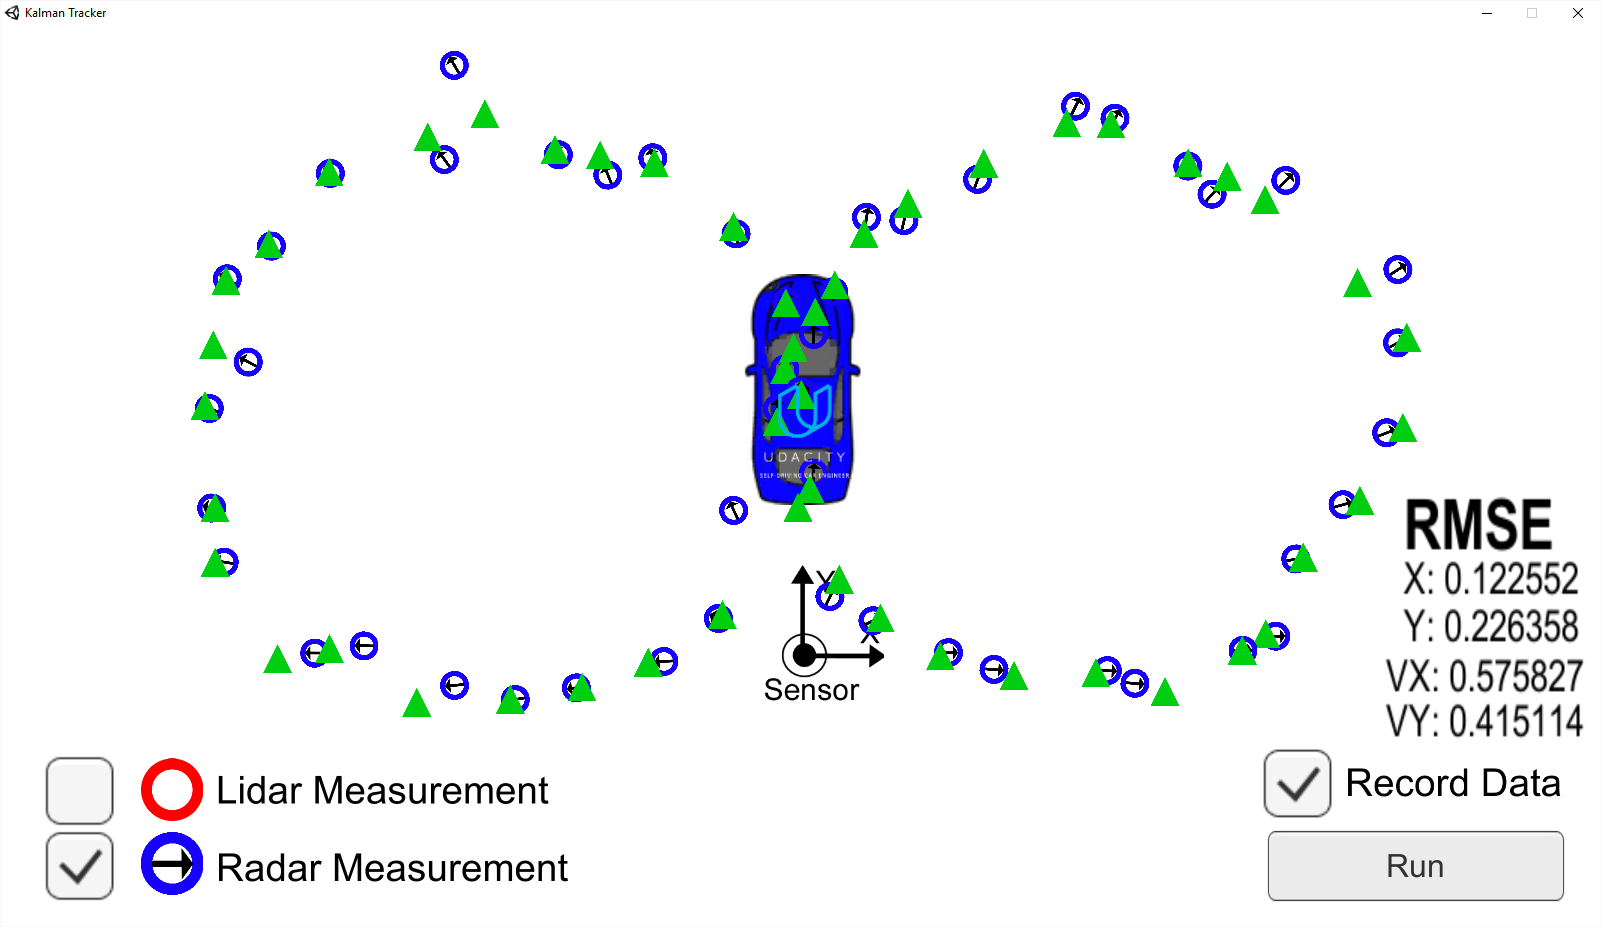 Kalman Tracker
UDACITY
SELF-DRIVING CAR ENGINEER
Y
X
Sensor
RMSE
X: 0.122552
Y: 0.226358
VX: 0.575827
VY: 0.415114
Lidar Measurement
Radar Measurement
Record Data
Run